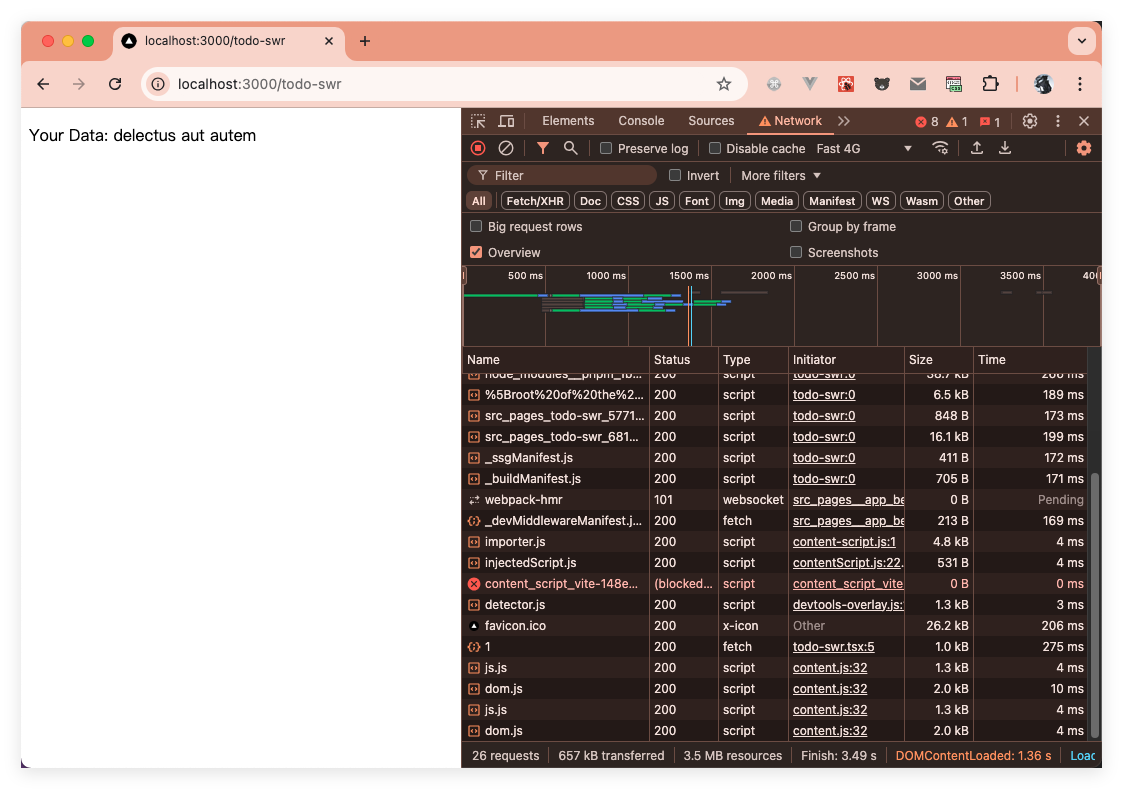 localhost:3000/todo-swr
localhost:3000/todo-swr
Your Data: delectus aut autem
Elements Console Sources Network 8 1 1
Preserve log Disable cache Fast 4G
Filter Invert More filters
All Fetch/XHR Doc CSS JS Font Img Media Manifest WS Wasm Other
Big request rows Group by frame
Overview Screenshots
500 ms 1000 ms 1500 ms 2000 ms 2500 ms 3000 ms 3500 ms 400
Name Status Type Initiator Size Time
200 script todo-swr:0
%5Broot%20of%20the%2... 200 script todo-swr:0 6.5 kB 189 ms
src_pages_todo-swr_5771... 200 script todo-swr:0 848 B 173 ms
src_pages_todo-swr_681... 200 script todo-swr:0 16.1 kB 199 ms
_ssgManifest.js 200 script todo-swr:0 411 B 172 ms
_buildManifest.js 200 script todo-swr:0 705 B 171 ms
webpack-hmr 101 websocket src_pages__app_be 0 B Pending
_devMiddlewareManifest.j... 200 fetch src_pages__app_be 213 B 169 ms
importer.js 200 script content-script.js:1 4.8 kB 4 ms
injectedScript.js 200 script contentScript.js:22. 531 B 4 ms
content_script_vite-148e... (blocked... script content_script_vite 0 B 0 ms
detector.js 200 script devtools-overlay.js: 1.3 kB 3 ms
favicon.ico 200 x-icon Other 26.2 kB 206 ms
1 200 fetch todo-swr.tsx:5 1.0 kB 275 ms
js.js 200 script content.js:32 1.3 kB 4 ms
dom.js 200 script content.js:32 2.0 kB 10 ms
js.js 200 script content.js:32 1.3 kB 4 ms
dom.js 200 script content.js:32 2.0 kB 4 ms
26 requests 657 kB transferred 3.5 MB resources Finish: 3.49 s DOMContentLoaded: 1.36 s Load